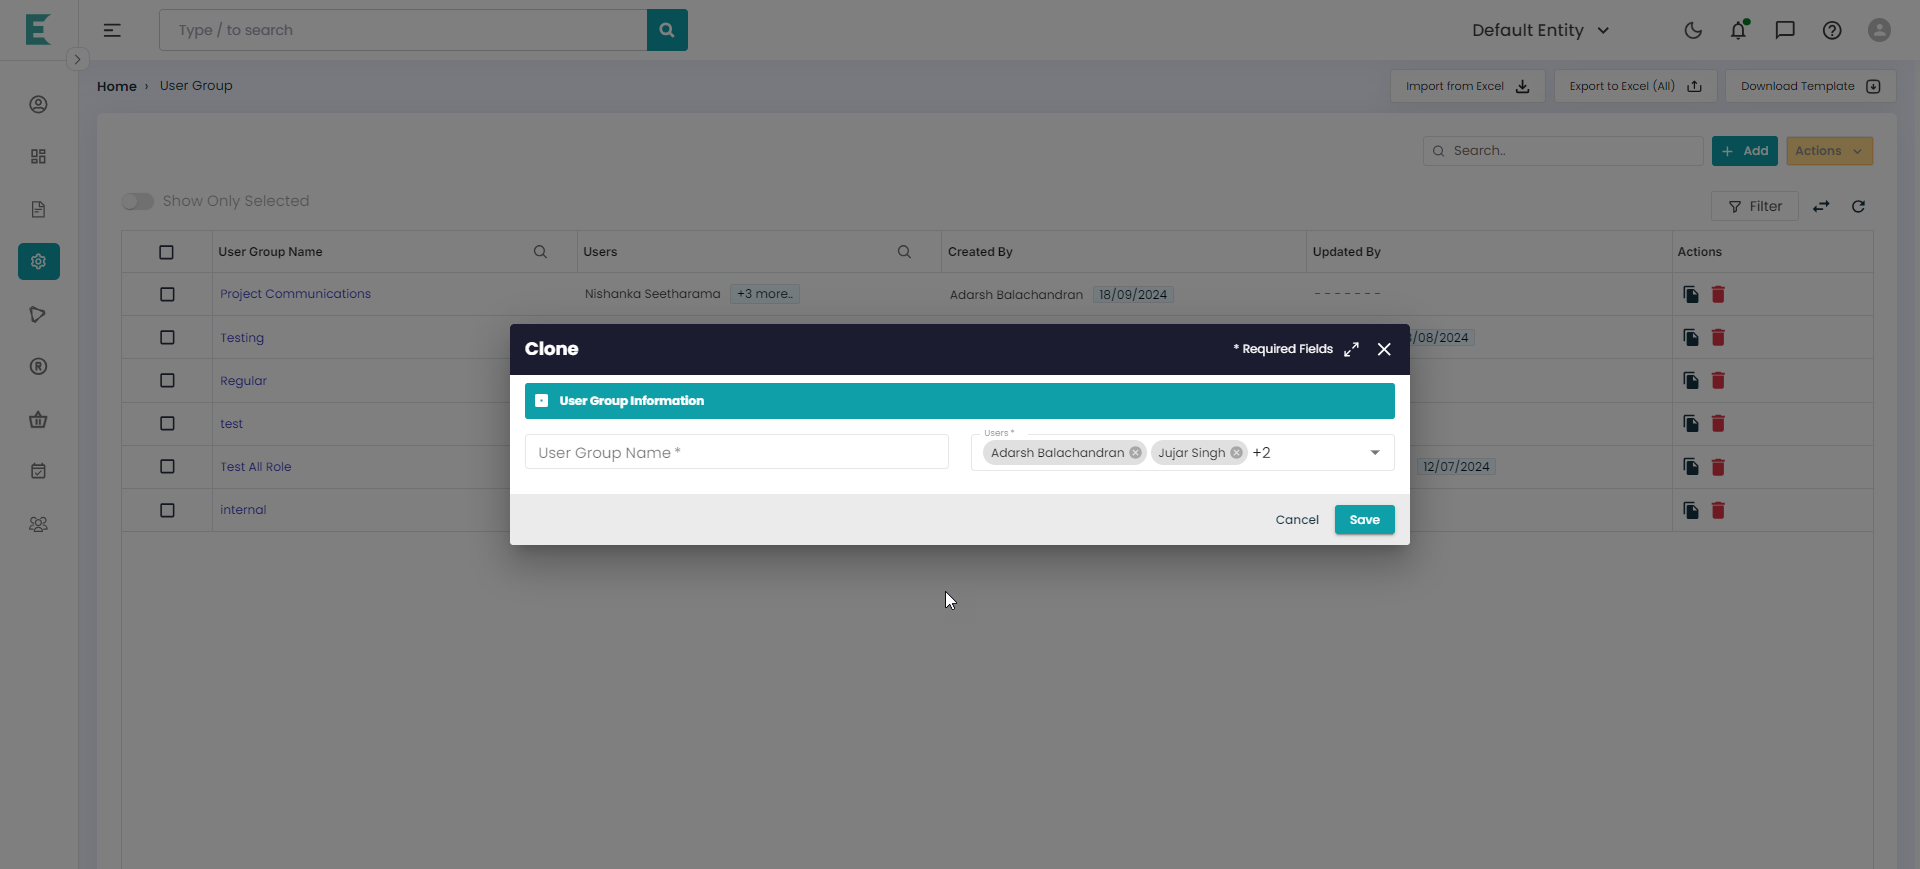 Type / to search
Default Entity
Home › User Group
Import from Excel
Export to Excel (All)
Download Template
Search..
+ Add
Actions
Show Only Selected
Filter
User Group Name
Users
Created By
Updated By
Actions
Project Communications
Nishanka Seetharama +3 more..
Adarsh Balachandran 18/09/2024
- - - - - - -
Testing
/08/2024
Regular
test
Test All Role
12/07/2024
internal
Clone
* Required Fields
User Group Information
User Group Name *
Users *
Adarsh Balachandran
Jujar Singh
+2
Cancel
Save